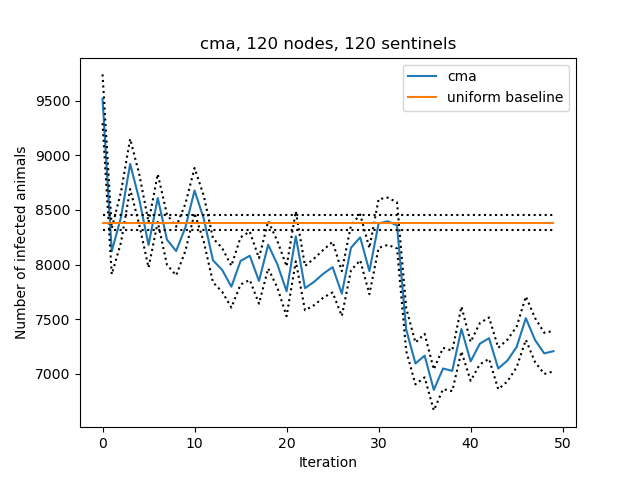 cma, 120 nodes, 120 sentinels
cma
uniform baseline
Number of infected animals
9500
9000
8500
8000
7500
7000
0 10 20 30 40 50
Iteration